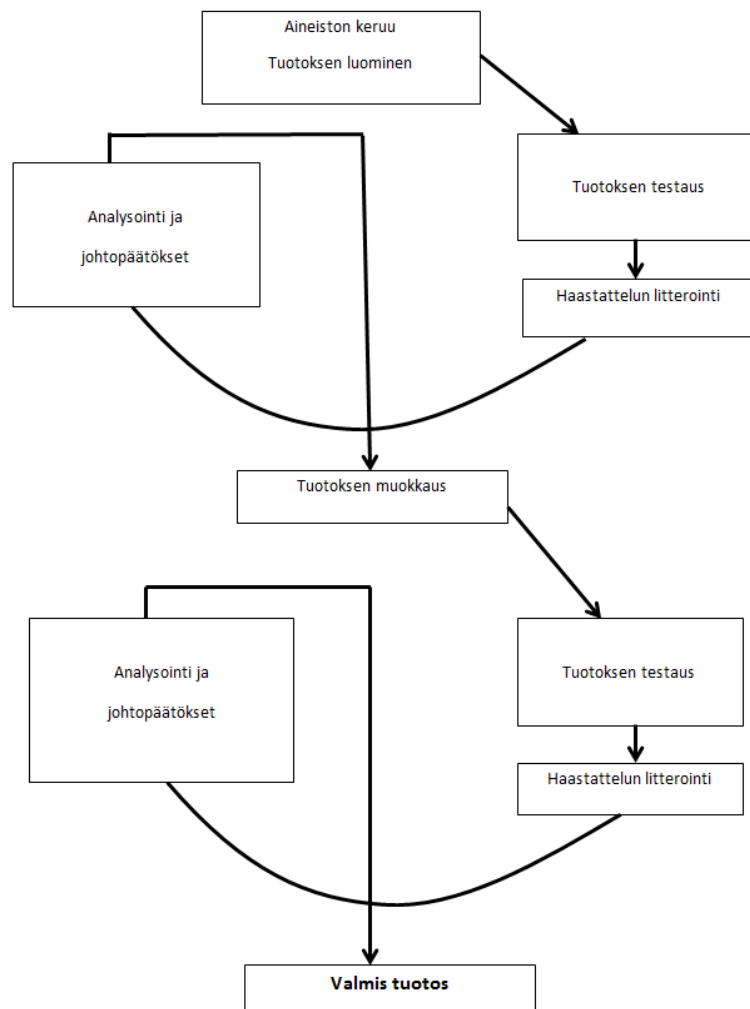 Aineiston keruu
Tuotoksen luominen
Tuotoksen testaus
Analysointi ja
johtopäätökset
Haastattelun litterointi
Tuotoksen muokkaus
Tuotoksen testaus
Analysointi ja
johtopäätökset
Haastattelun litterointi
Valmis tuotos